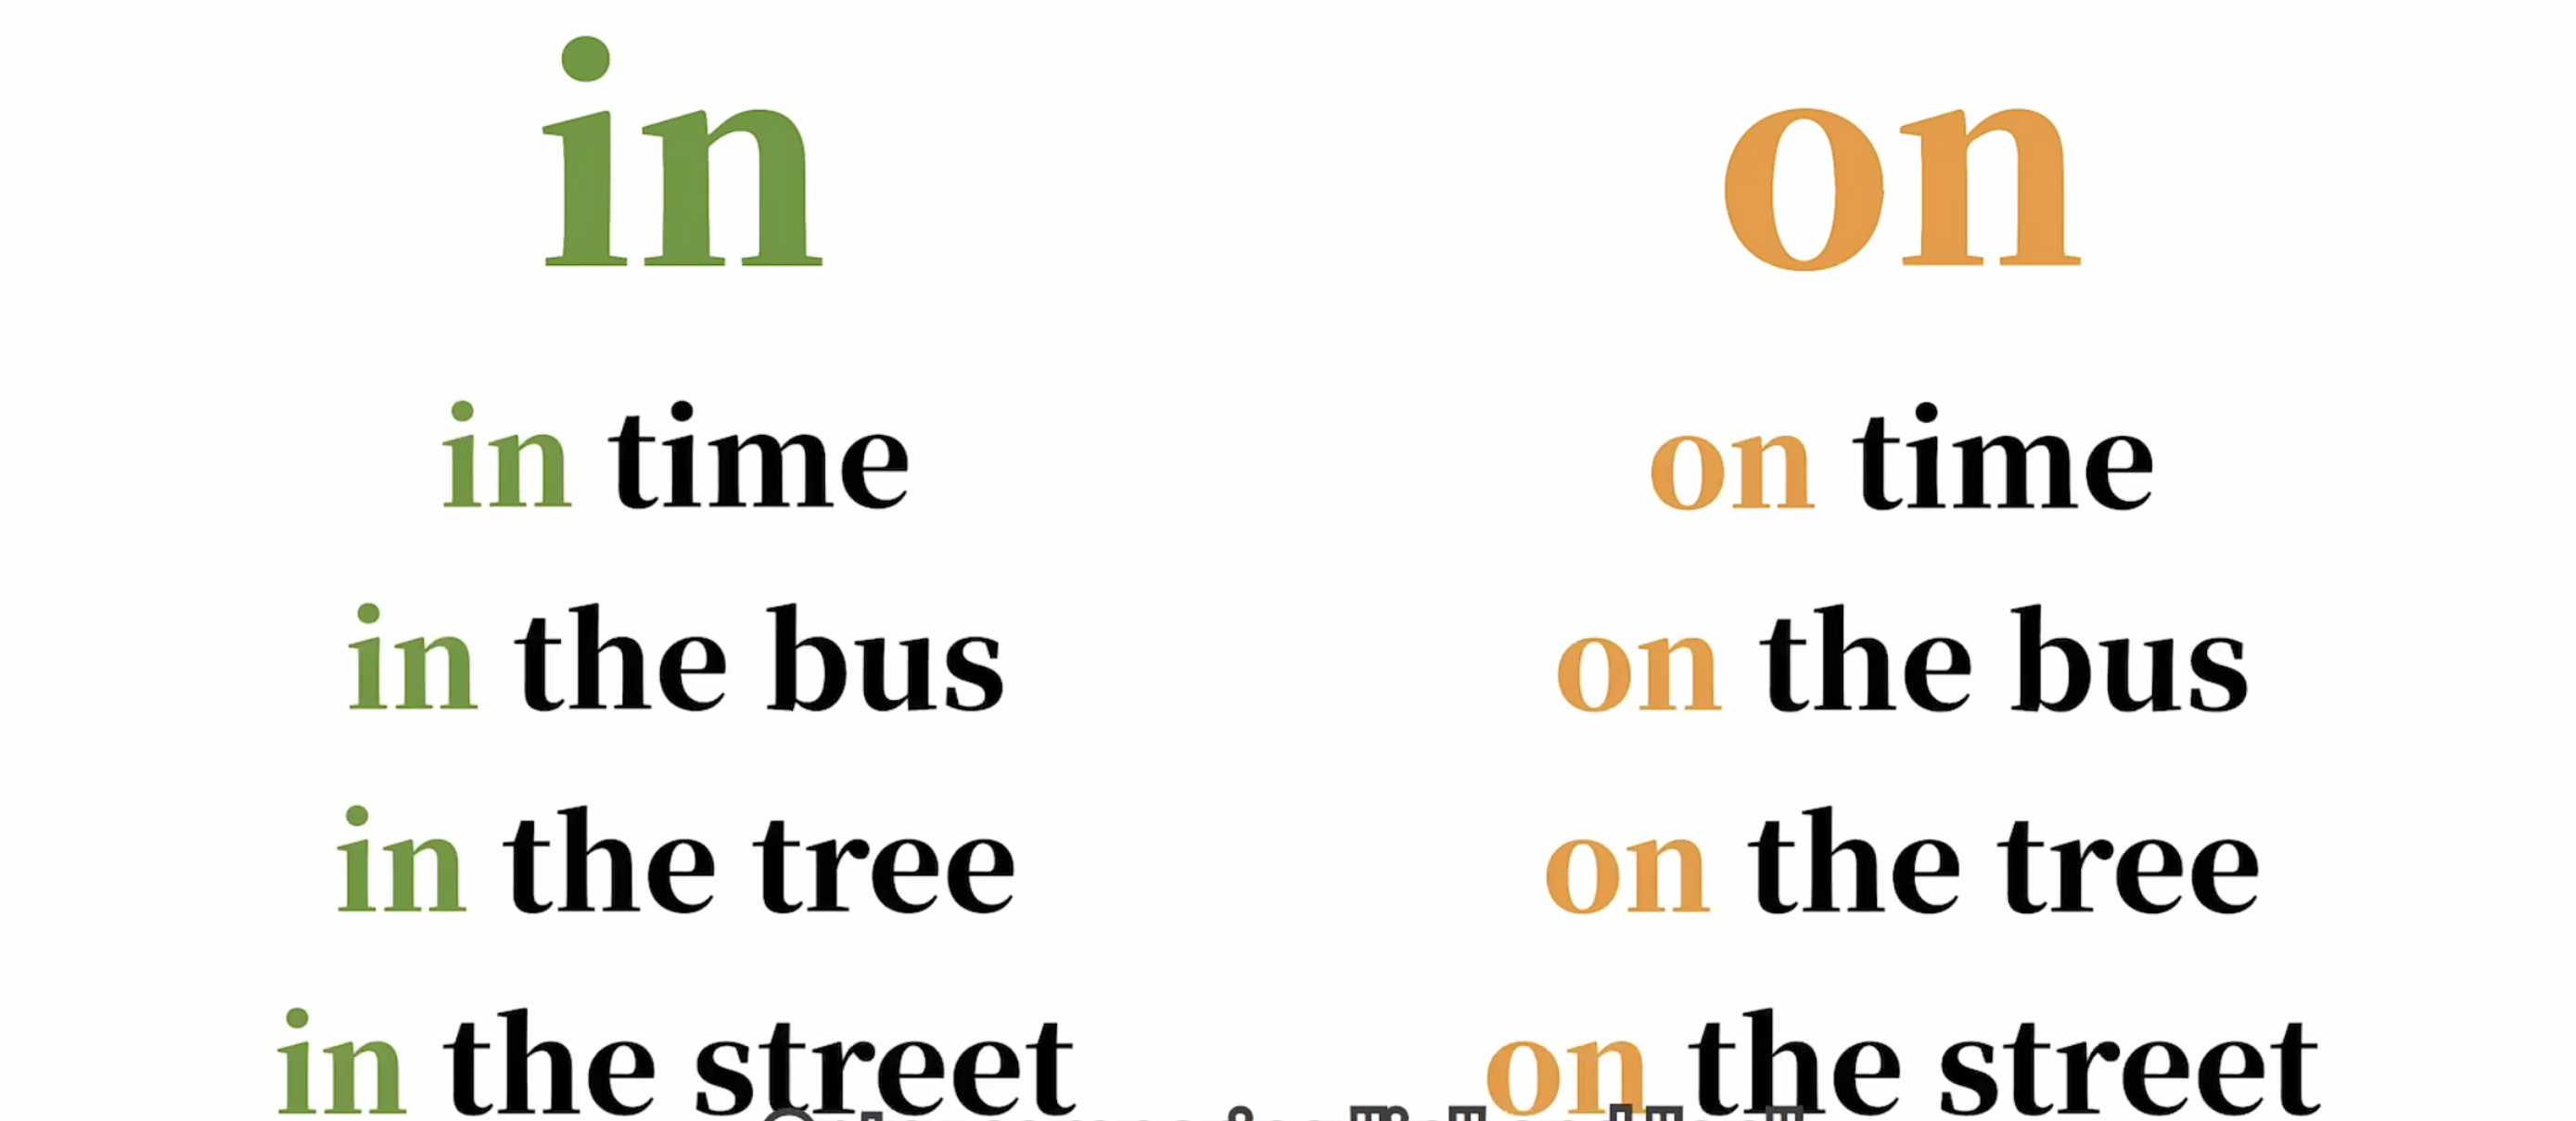 in on
in time on time
in the bus on the bus
in the tree on the tree
in the street on the street